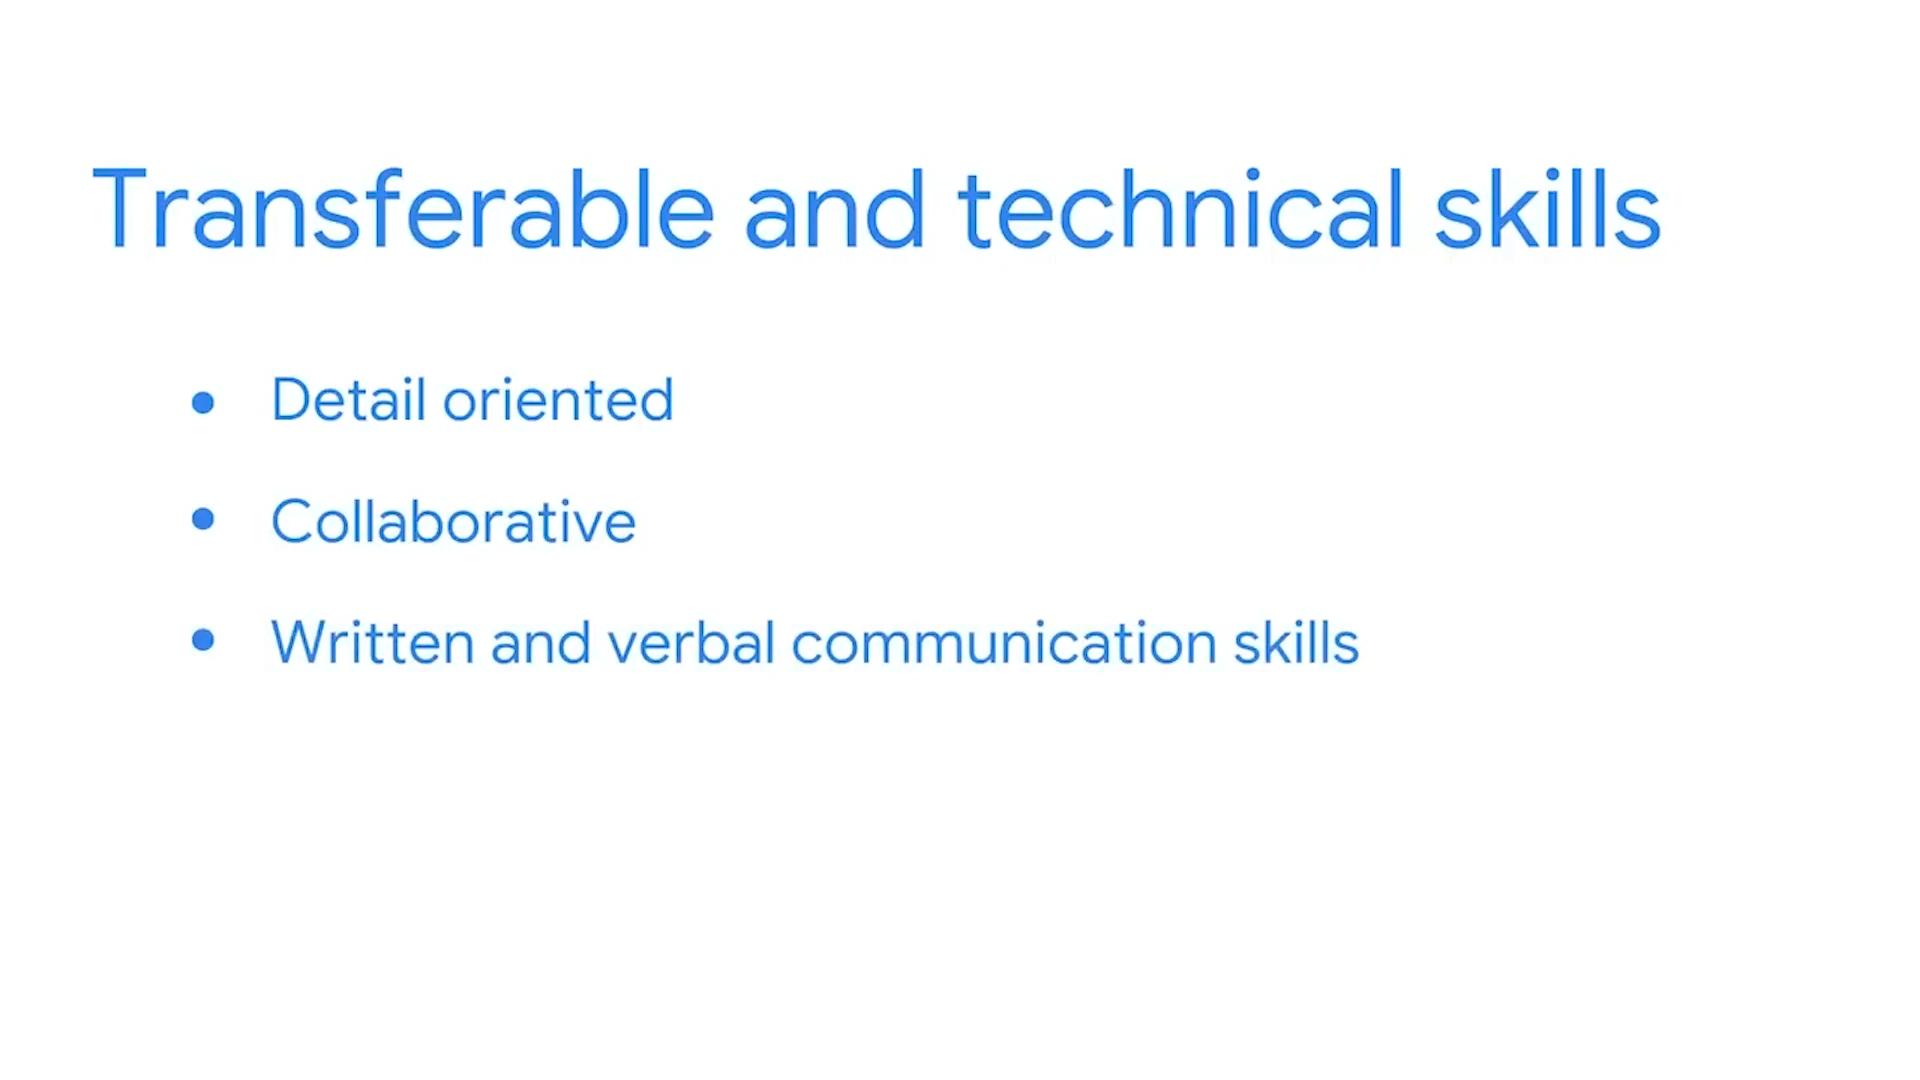 Transferable and technical skills
• Detail oriented
• Collaborative
• Written and verbal communication skills